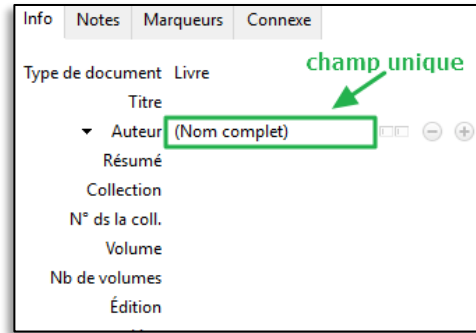 Info Notes Marqueurs Connexe
champ unique
Type de document Livre
Titre
Auteur (Nom complet)
Résumé
Collection
N° ds la coll.
Volume
Nb de volumes
Édition